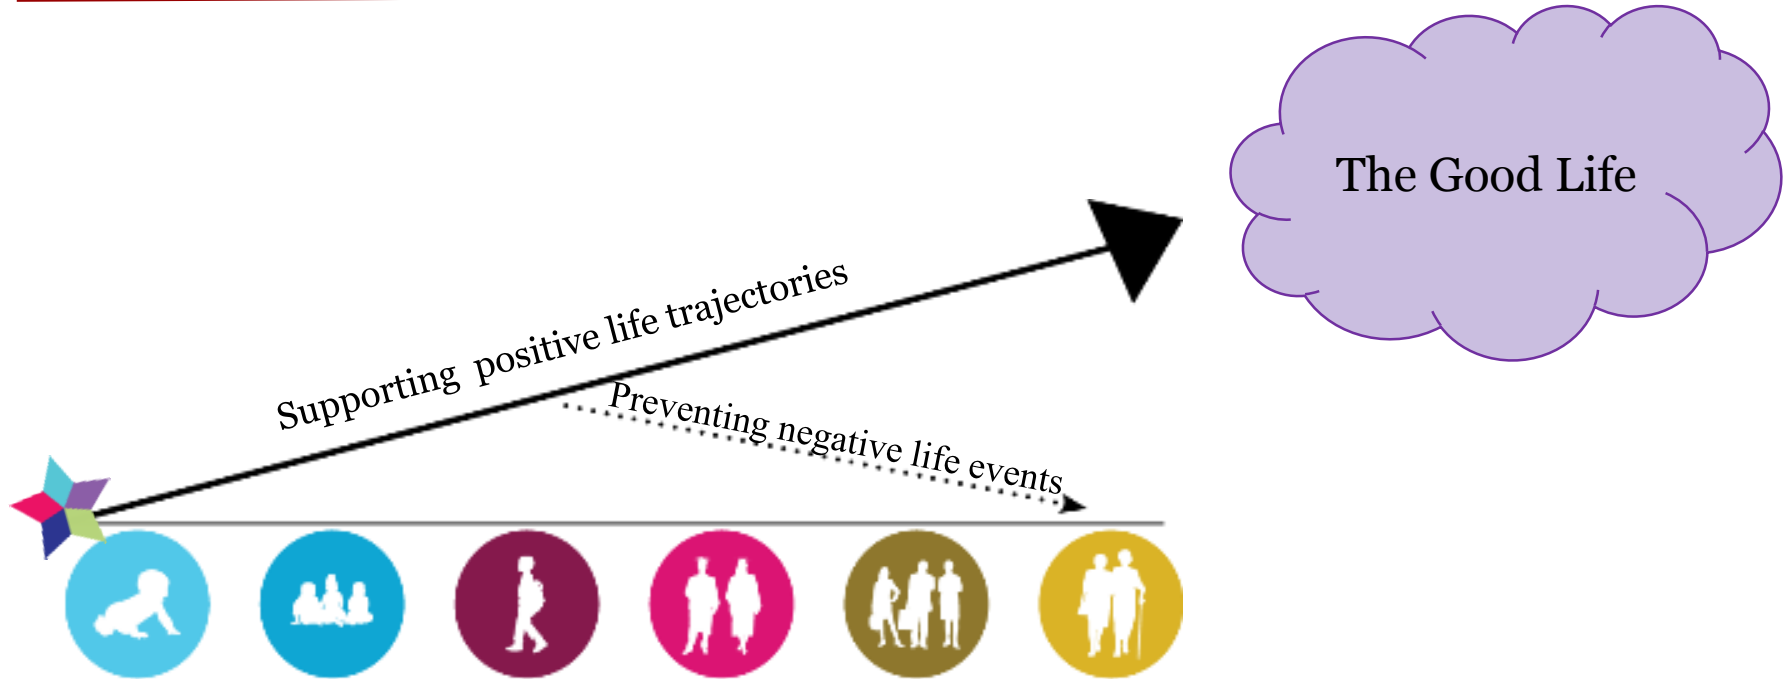 The Good Life
Supporting  positive life trajectories
Preventing negative life events